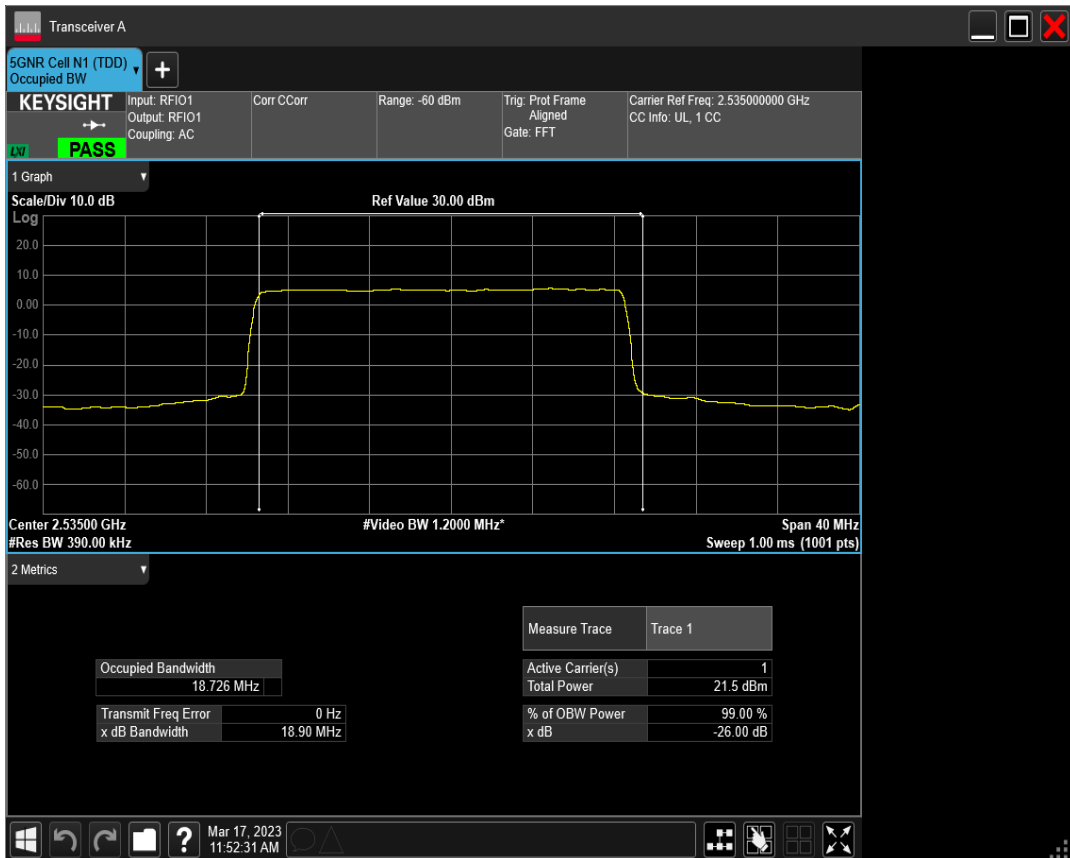 Transceiver A
5GNR Cell N1 (TDD)
Occupied BW
KEYSIGHT
LXI
PASS
Input: RFIO1
Output: RFIO1
Coupling: AC
Corr CCorr
Range: -60 dBm
Trig: Prot Frame
Aligned
Gate: FFT
Carrier Ref Freq: 2.535000000 GHz
CC Info: UL, 1 CC
1 Graph
Scale/Div 10.0 dB
Ref Value 30.00 dBm
Log
20.0
10.0
0.00
-10.0
-20.0
-30.0
-40.0
-50.0
-60.0
Center 2.53500 GHz
#Video BW 1.2000 MHz*
Span 40 MHz
#Res BW 390.00 kHz
Sweep 1.00 ms (1001 pts)
2 Metrics
Measure Trace Trace 1
Occupied Bandwidth
18.726 MHz
Active Carrier(s) 1
Total Power 21.5 dBm
Transmit Freq Error 0 Hz
x dB Bandwidth 18.90 MHz
% of OBW Power 99.00 %
x dB -26.00 dB
?
Mar 17, 2023
11:52:31 AM